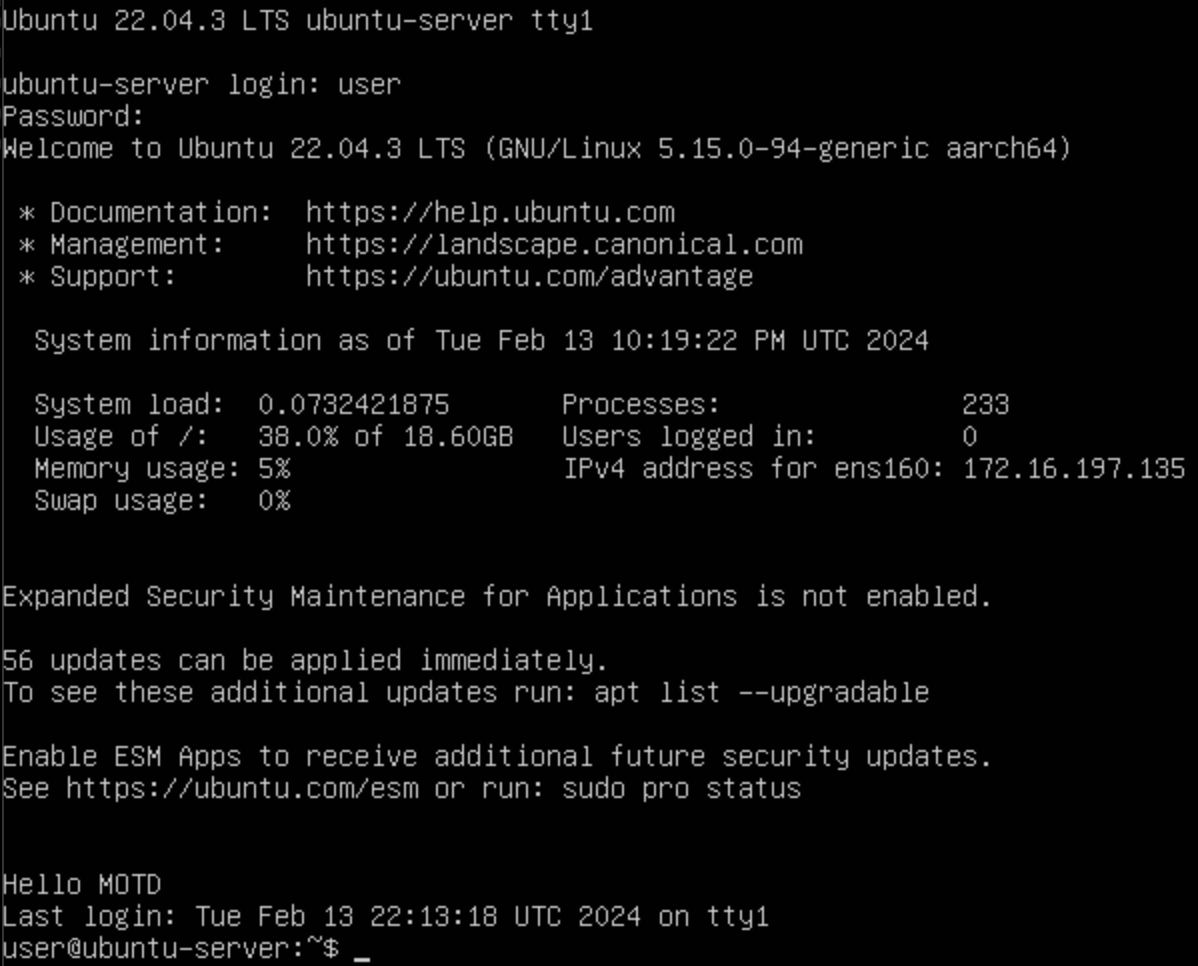 Ubuntu 22.04.3 LTS ubuntu-server tty1
ubuntu-server login: user
Password:
Welcome to Ubuntu 22.04.3 LTS (GNU/Linux 5.15.0-94-generic aarch64)
* Documentation: https://help.ubuntu.com
* Management: https://landscape.canonical.com
* Support: https://ubuntu.com/advantage
System information as of Tue Feb 13 10:19:22 PM UTC 2024
System load: 0.0732421875 Processes: 233
Usage of /: 38.0% of 18.60GB Users logged in: 0
Memory usage: 5% IPv4 address for ens160: 172.16.197.135
Swap usage: 0%
Expanded Security Maintenance for Applications is not enabled.
56 updates can be applied immediately.
To see these additional updates run: apt list --upgradable
Enable ESM Apps to receive additional future security updates.
See https://ubuntu.com/esm or run: sudo pro status
Hello MOTD
Last login: Tue Feb 13 22:13:18 UTC 2024 on tty1
user@ubuntu-server:~$ _